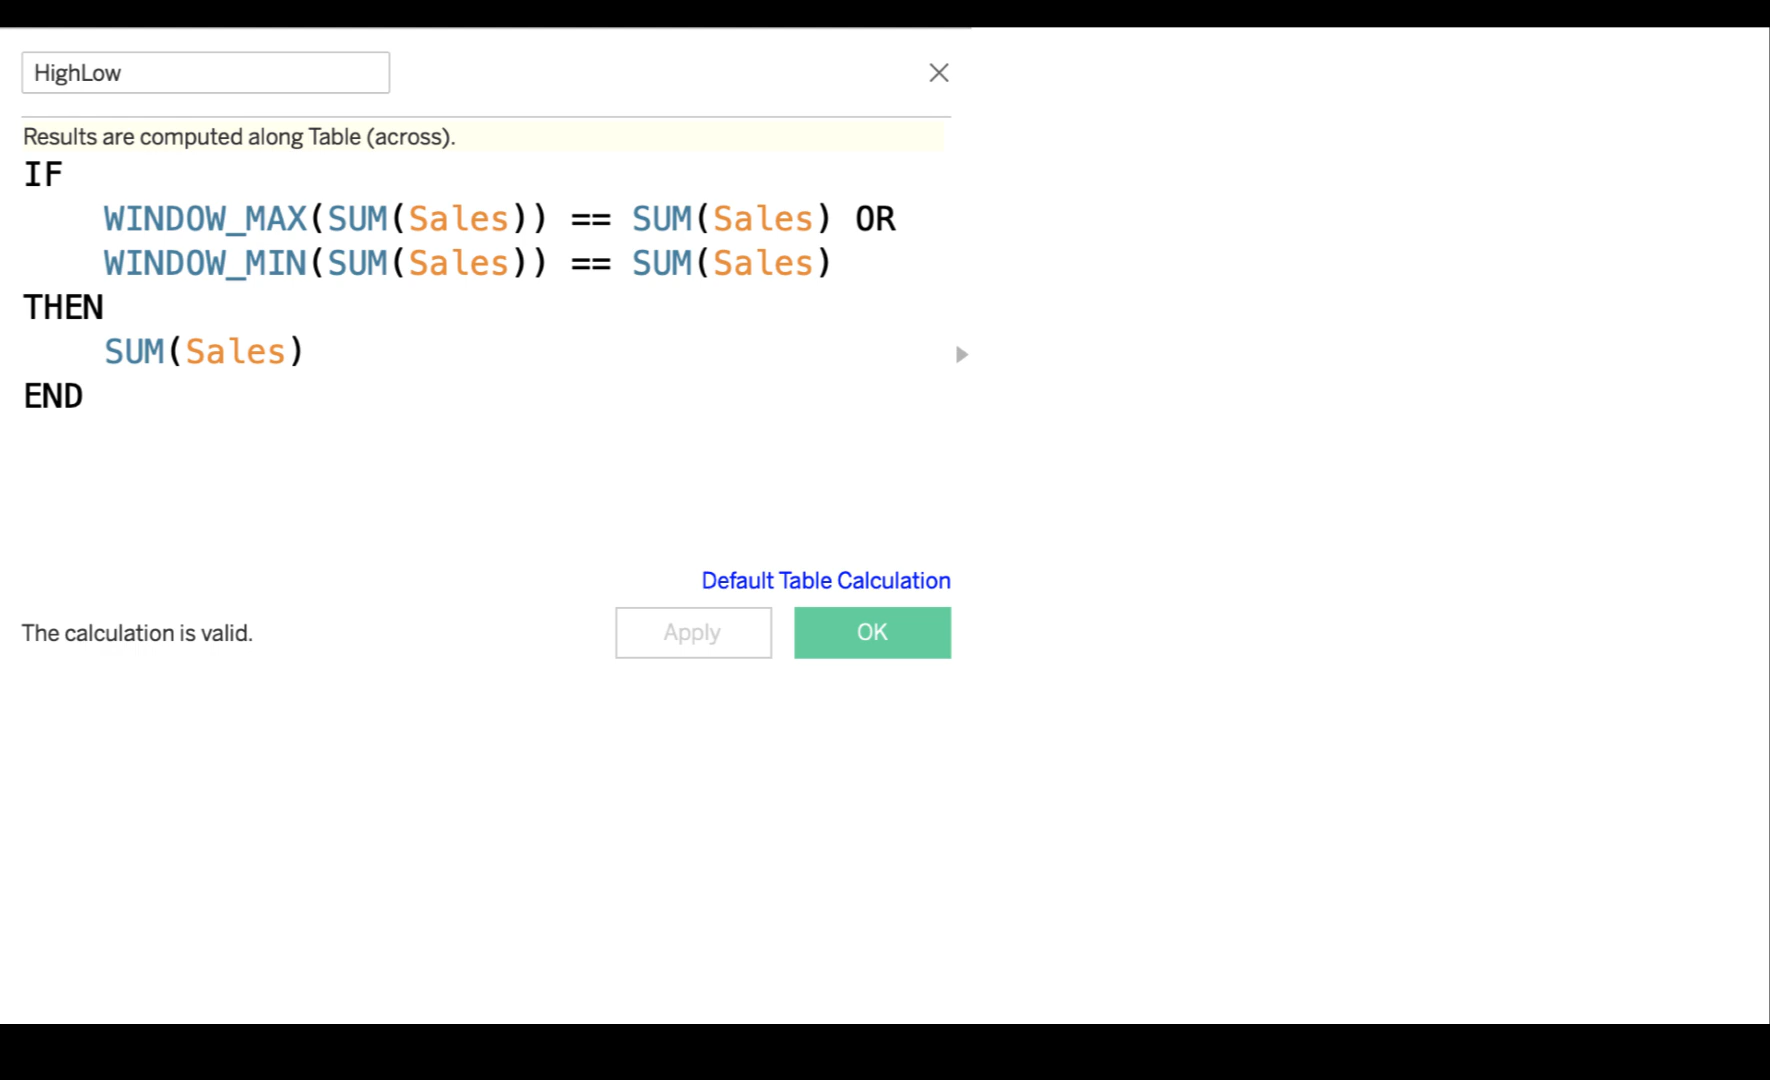 HighLow
Results are computed along Table (across).
IF
WINDOW_MAX(SUM(Sales)) == SUM(Sales) OR
WINDOW_MIN(SUM(Sales)) == SUM(Sales)
THEN
SUM(Sales)
END
Default Table Calculation
The calculation is valid.
Apply
OK